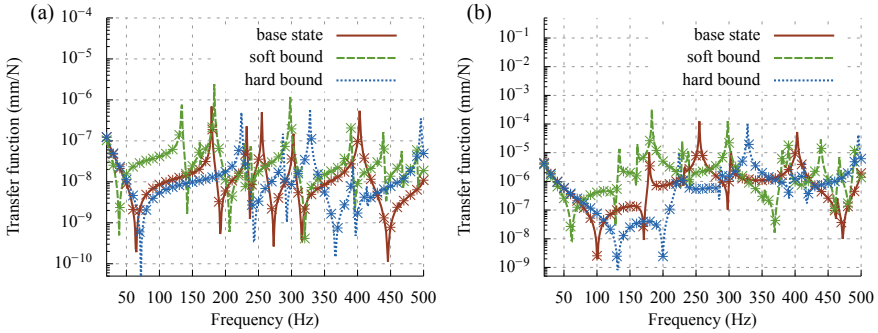 (a)
10⁻⁴
10⁻⁵
10⁻⁶
10⁻⁷
10⁻⁸
10⁻⁹
10⁻¹⁰
Transfer function (mm/N)
base state
soft bound
hard bound
50 100 150 200 250 300 350 400 450 500
Frequency (Hz)
(b)
10⁻¹
10⁻²
10⁻³
10⁻⁴
10⁻⁵
10⁻⁶
10⁻⁷
10⁻⁸
10⁻⁹
Transfer function (mm/N)
base state
soft bound
hard bound
50 100 150 200 250 300 350 400 450 500
Frequency (Hz)